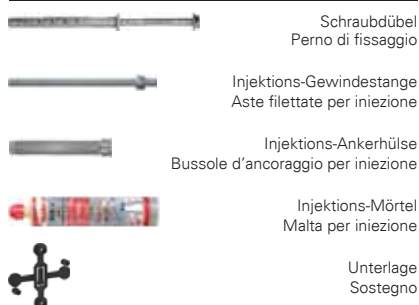 Schraubdübel
Perno di fissaggio
Injektions-Gewindestange
Aste filettate per iniezione
Injektions-Ankerhülse
Bussole d'ancoraggio per iniezione
Injektions-Mörtel
Malta per iniezione
Unterlage
Sostegno